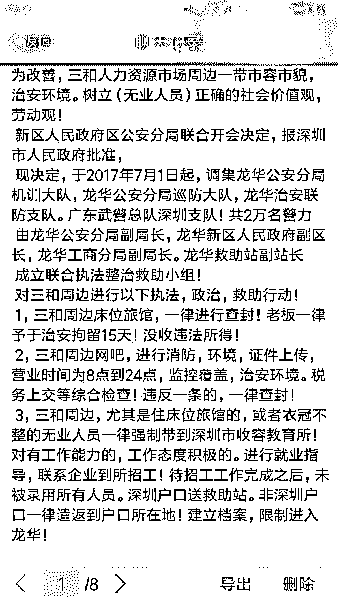 为改善，三和人力资源市场周边一带市容市貌，
治安环境。树立（无业人员）正确的社会价值观，
劳动观！
新区人民政府区公安分局联合开会决定，报深圳
市人民政府批准，
现决定，于2017年7月1日起，调集龙华公安分局
机训大队，龙华公安分局巡防大队，龙华治安联
防支队。广东武警总队深圳支队！共2万名警力
由龙华公安分局副局长，龙华新区人民政府副区
长，龙华工商分局副局长。龙华救助站副站长
成立联合执法整治救助小组！
对三和周边进行以下执法，政治，救助行动！
1，三和周边床位旅馆，一律进行查封！老板一律
予于治安拘留15天！没收违法所得！
2，三和周边网吧，进行消防，环境，证件上传，
营业时间为8点到24点，监控覆盖，治安环境。税
务上交等综合检查！违反一条的，一律查封！
3，三和周边，尤其是住床位旅馆的，或者衣冠不
整的无业人员一律强制带到深圳市收容教育所！
对有工作能力的，工作态度积极的。进行就业指
导，联系企业到所招工！待招工工作完成之后，未
被录用所有人员。深圳户口送救助站。非深圳户
口一律遣返到户口所在地！建立档案，限制进入
龙华！
1 /8 导出 删除